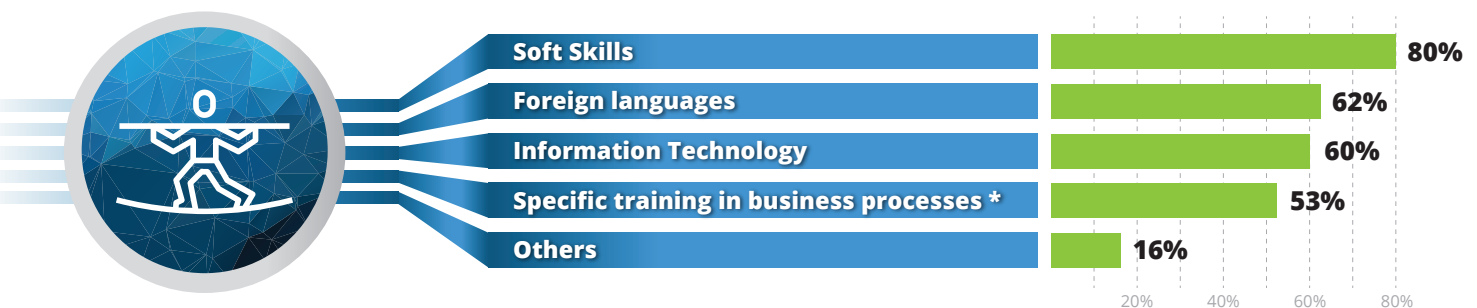 Soft Skills 80%
Foreign languages 62%
Information Technology 60%
Specific training in business processes * 53%
Others 16%
20% 40% 60% 80%